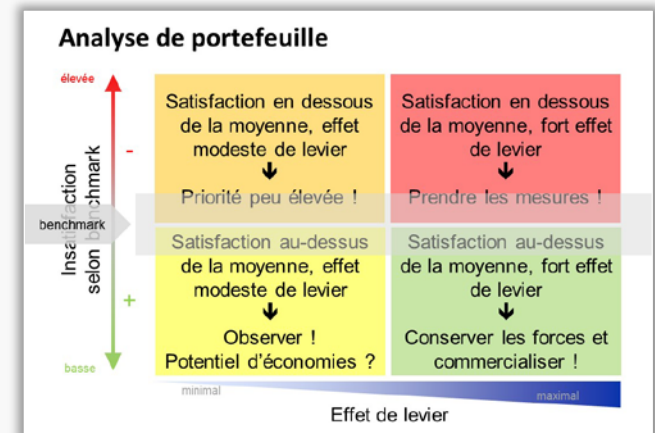 Analyse de portefeuille
élevée
-
Insatisfaction
selon benchmark
benchmark
+
basse
Satisfaction en dessous
de la moyenne, effet
modeste de levier
Priorité peu élevée !
Satisfaction en dessous
de la moyenne, fort effet
de levier
Prendre les mesures !
Satisfaction au-dessus
de la moyenne, effet
modeste de levier
Observer !
Potentiel d'économies ?
Satisfaction au-dessus
de la moyenne, fort effet
de levier
Conserver les forces et
commercialiser !
minimal
maximal
Effet de levier